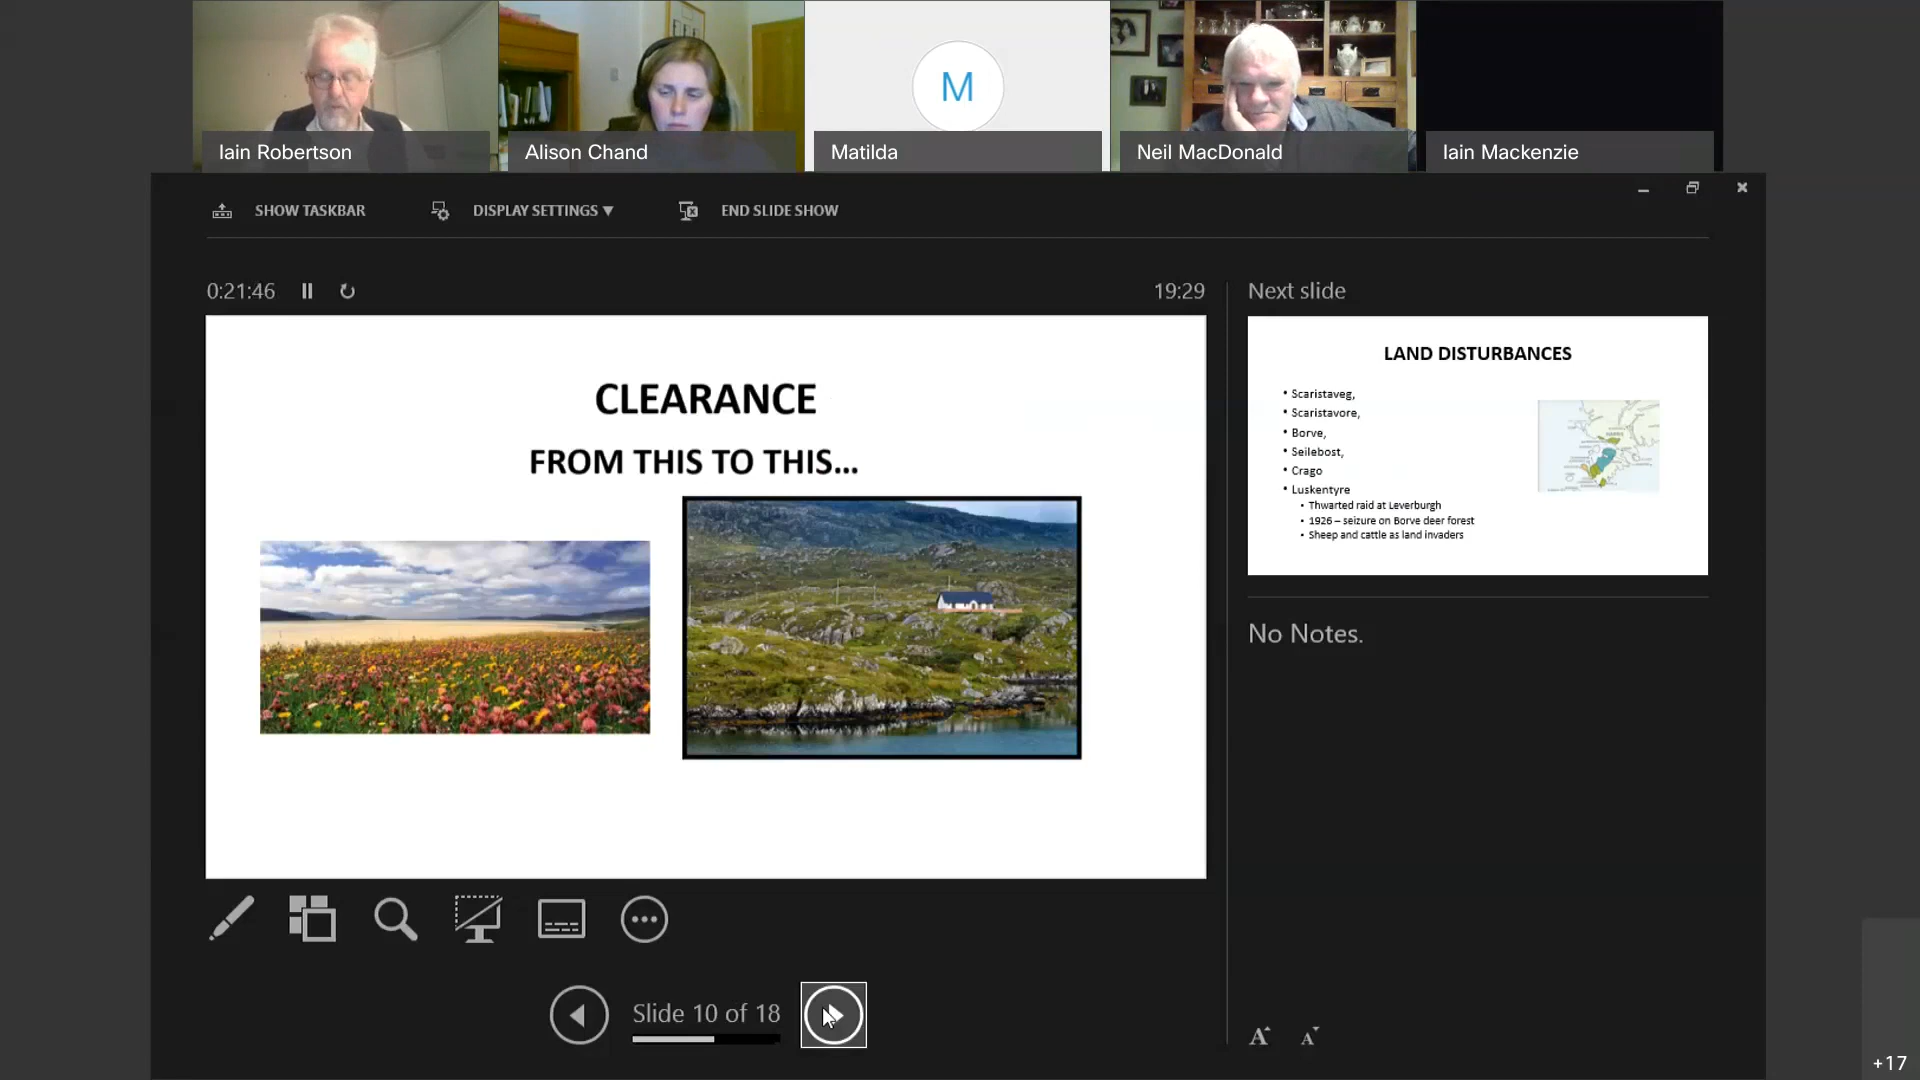 M
Iain Robertson
Alison Chand
Matilda
Neil MacDonald
Iain Mackenzie
SHOW TASKBAR
DISPLAY SETTINGS ▼
END SLIDE SHOW
0:21:46
19:29
Next slide
CLEARANCE
FROM THIS TO THIS...
LAND DISTURBANCES
• Scaristaveg,
• Scaristavore,
• Borve,
• Seilebost,
• Crago
• Luskentyre
• Thwarted raid at Leverburgh
• 1926 – seizure on Borve deer forest
• Sheep and cattle as land invaders
No Notes.
Slide 10 of 18
A A
+17